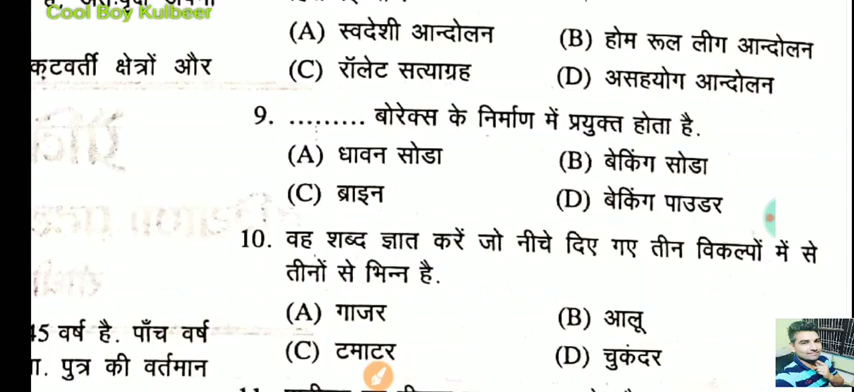 Cool Boy Kulbeer
(A) स्वदेशी आन्दोलन (B) होम रूल लीग आन्दोलन
कटवर्ती क्षेत्रों और (C) रॉलेट सत्याग्रह (D) असहयोग आन्दोलन
9. ......... बोरेक्स के निर्माण में प्रयुक्त होता है.
(A) धावन सोडा (B) बेकिंग सोडा
(C) ब्राइन (D) बेकिंग पाउडर
10. वह शब्द ज्ञात करें जो नीचे दिए गए तीन विकल्पों में से
तीनों से भिन्न है.
(A) गाजर (B) आलू
45 वर्ष है. पाँच वर्ष
(C) टमाटर (D) चुकंदर
ा. पुत्र की वर्तमान